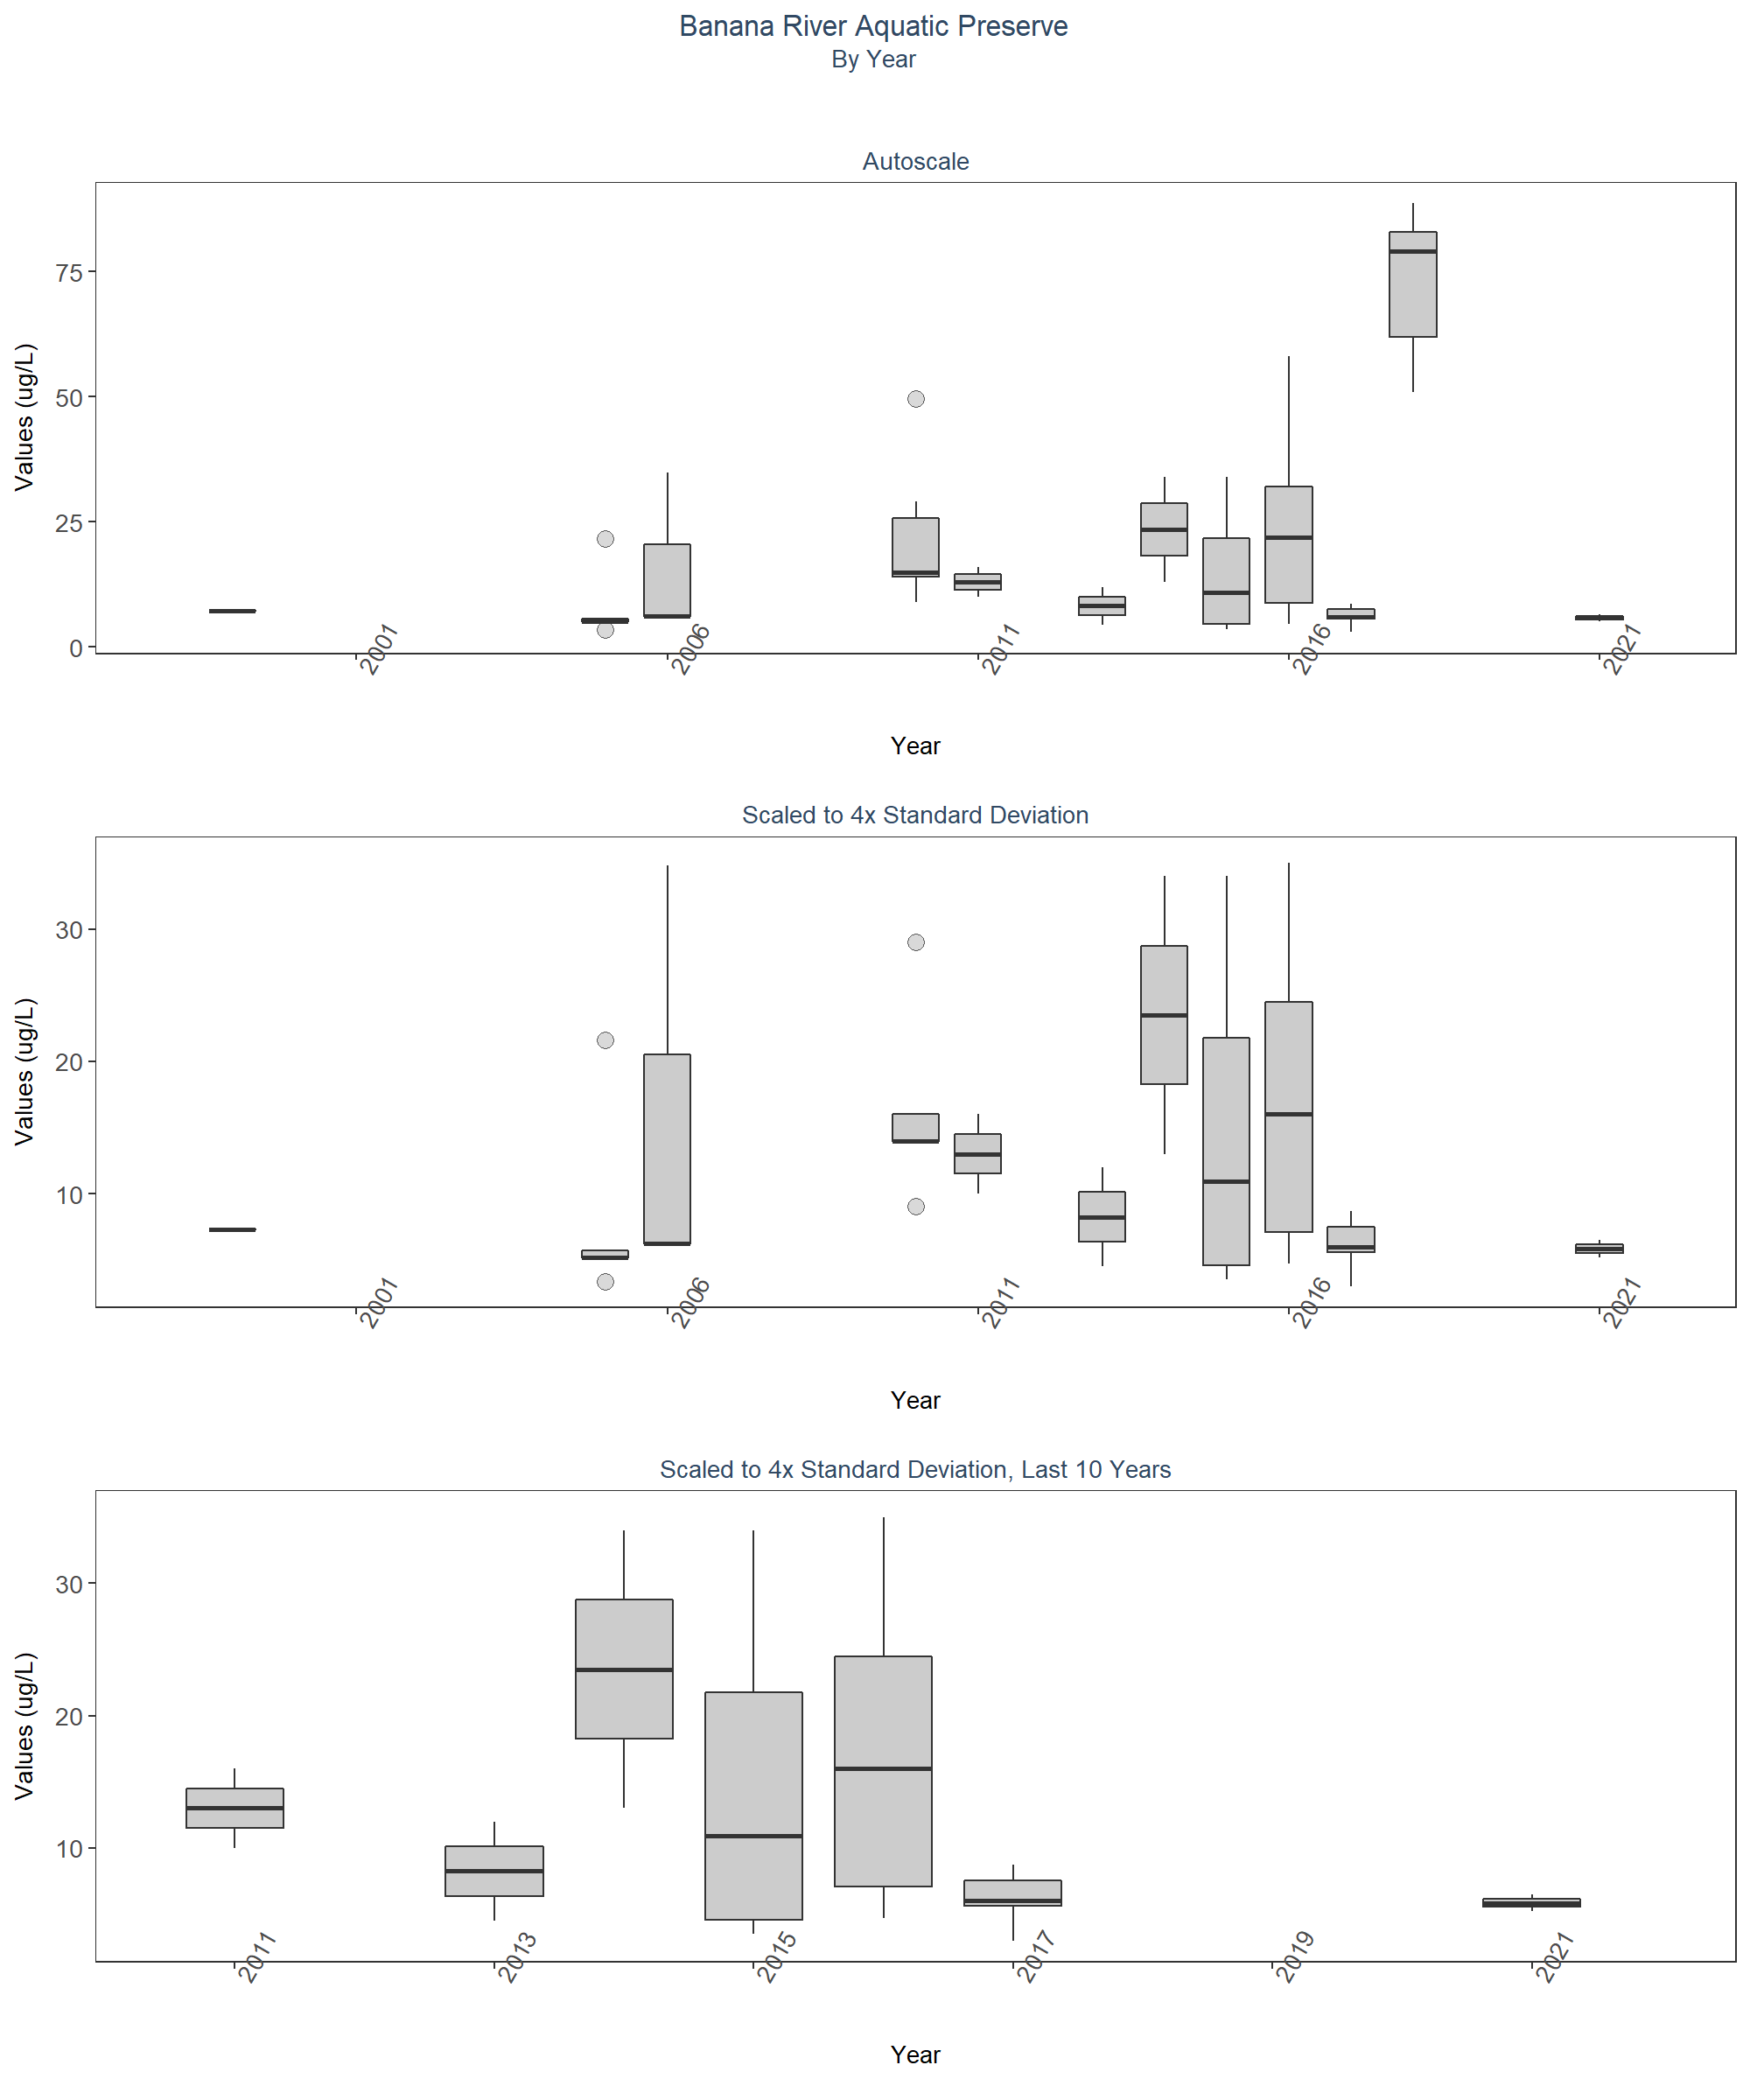 Banana River Aquatic Preserve
By Year
Autoscale
Values (ug/L)
75
50
25
0
2001
2006
2011
2016
2021
Year
Scaled to 4x Standard Deviation
Values (ug/L)
30
20
10
2001
2006
2011
2016
2021
Year
Scaled to 4x Standard Deviation, Last 10 Years
Values (ug/L)
30
20
10
2011
2013
2015
2017
2019
2021
Year